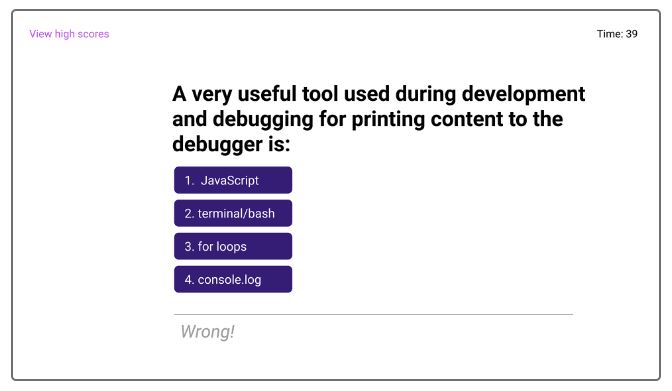 View high scores
Time: 39
A very useful tool used during development
and debugging for printing content to the
debugger is:
1. JavaScript
2. terminal/bash
3. for loops
4. console.log
Wrong!